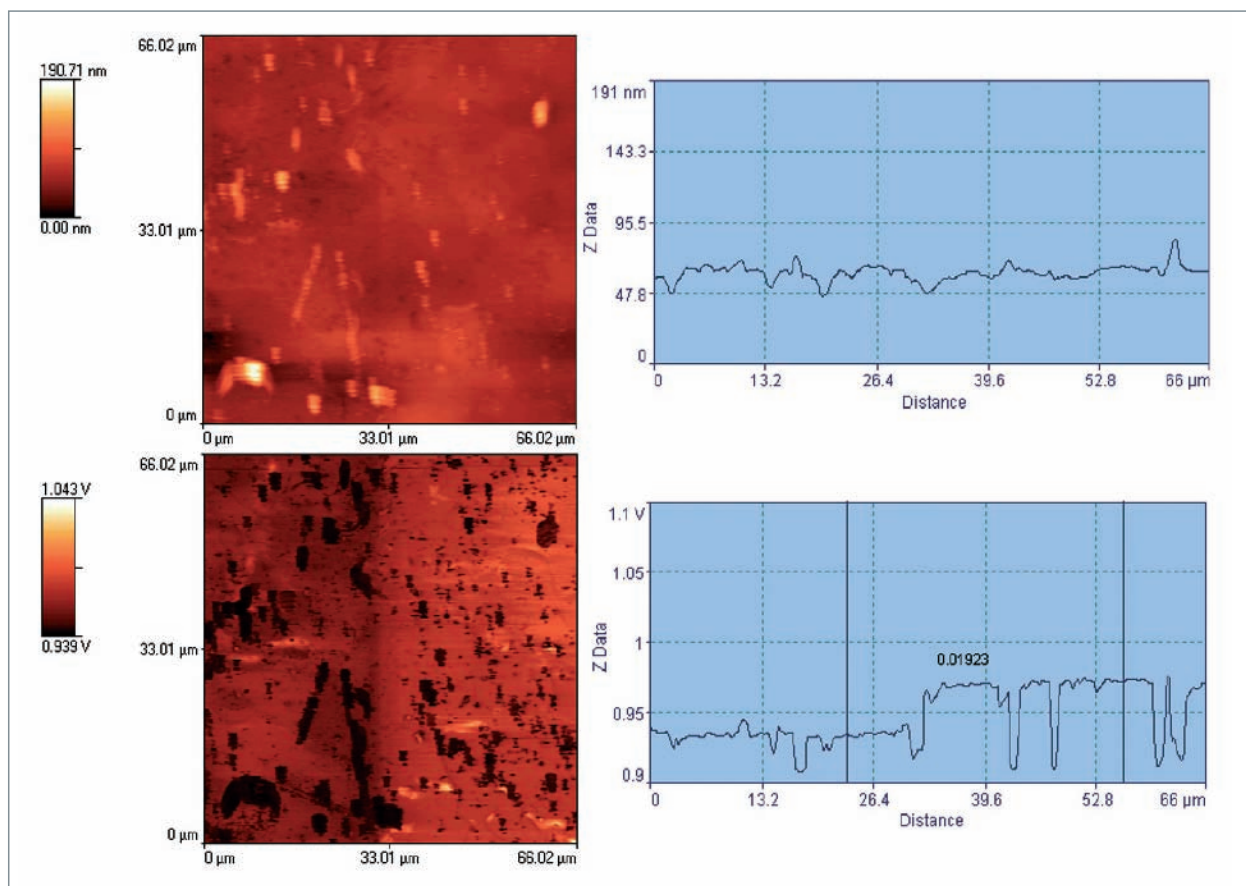 190.71 nm
0.00 nm
66.02 µm
33.01 µm
0 µm
0 µm
33.01 µm
66.02 µm
191 nm
143.3
95.5
47.8
0
Z Data
0
13.2
26.4
39.6
52.8
66 µm
Distance
1.043 V
0.939 V
66.02 µm
33.01 µm
0 µm
0 µm
33.01 µm
66.02 µm
1.1 V
1.05
1
0.95
0.9
Z Data
0.01923
0
13.2
26.4
39.6
52.8
66 µm
Distance